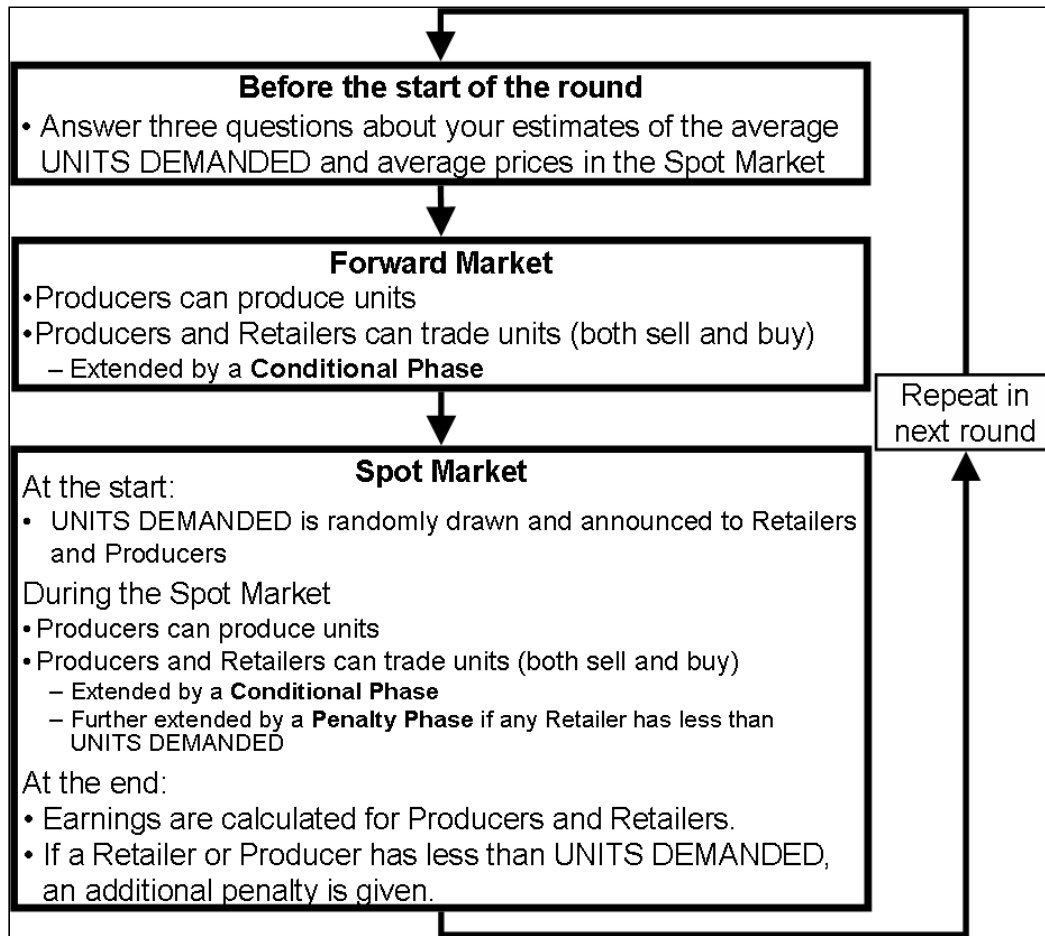 Before the start of the round
• Answer three questions about your estimates of the average
UNITS DEMANDED and average prices in the Spot Market
Forward Market
•Producers can produce units
•Producers and Retailers can trade units (both sell and buy)
– Extended by a Conditional Phase
Repeat in
next round
Spot Market
At the start:
• UNITS DEMANDED is randomly drawn and announced to Retailers
and Producers
During the Spot Market
•Producers can produce units
•Producers and Retailers can trade units (both sell and buy)
– Extended by a Conditional Phase
– Further extended by a Penalty Phase if any Retailer has less than
UNITS DEMANDED
At the end:
• Earnings are calculated for Producers and Retailers.
• If a Retailer or Producer has less than UNITS DEMANDED,
an additional penalty is given.